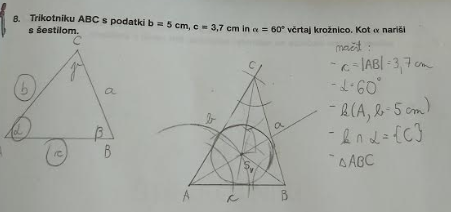 8. Trikotniku ABC s podatki b = 5 cm, c = 3,7 cm in α = 60° včrtaj krožnico. Kot α nariši
s šestilom.
C
γ
b
a
α
β
c
B
C
b
a
S
A
c
B
načrt:
- c = |AB| = 3,7 cm
- α = 60°
- k(A, b = 5 cm)
- k ∩ α = {C}
- △ABC